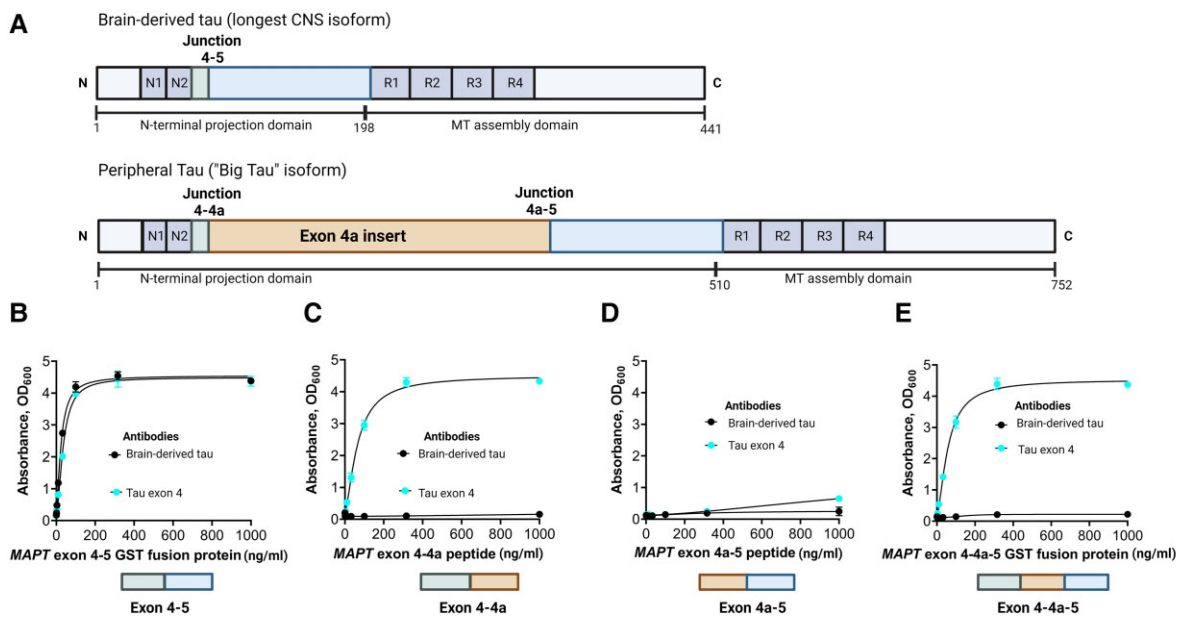 A
Brain-derived tau (longest CNS isoform)
Junction
4-5
N
N1
N2
R1
R2
R3
R4
C
1
N-terminal projection domain
198
MT assembly domain
441
Peripheral Tau ("Big Tau" isoform)
Junction
4-4a
Junction
4a-5
N
N1
N2
Exon 4a insert
R1
R2
R3
R4
C
1
N-terminal projection domain
510
MT assembly domain
752
B
Absorbance, OD600
5
4
3
2
1
0
Antibodies
Brain-derived tau
Tau exon 4
0 200 400 600 800 1000
MAPT exon 4-5 GST fusion protein (ng/ml)
Exon 4-5
C
Absorbance, OD600
5
4
3
2
1
0
Antibodies
Brain-derived tau
Tau exon 4
0 200 400 600 800 1000
MAPT exon 4-4a peptide (ng/ml)
Exon 4-4a
D
Absorbance, OD600
5
4
3
2
1
0
Antibodies
Brain-derived tau
Tau exon 4
0 200 400 600 800 1000
MAPT exon 4a-5 peptide (ng/ml)
Exon 4a-5
E
Absorbance, OD600
5
4
3
2
1
0
Antibodies
Brain-derived tau
Tau exon 4
0 200 400 600 800 1000
MAPT exon 4-4a-5 GST fusion protein (ng/ml)
Exon 4-4a-5